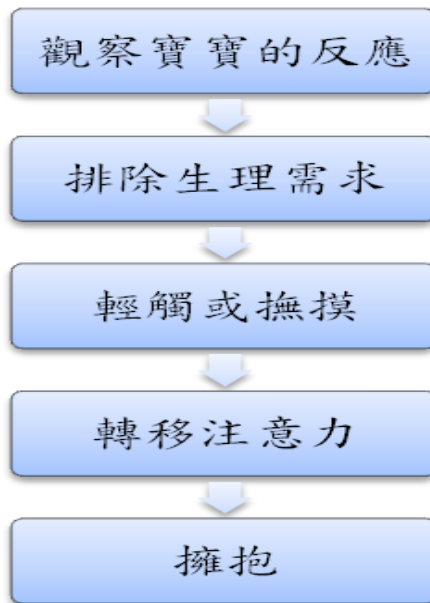 觀察寶寶的反應
排除生理需求
輕觸或撫摸
轉移注意力
擁抱